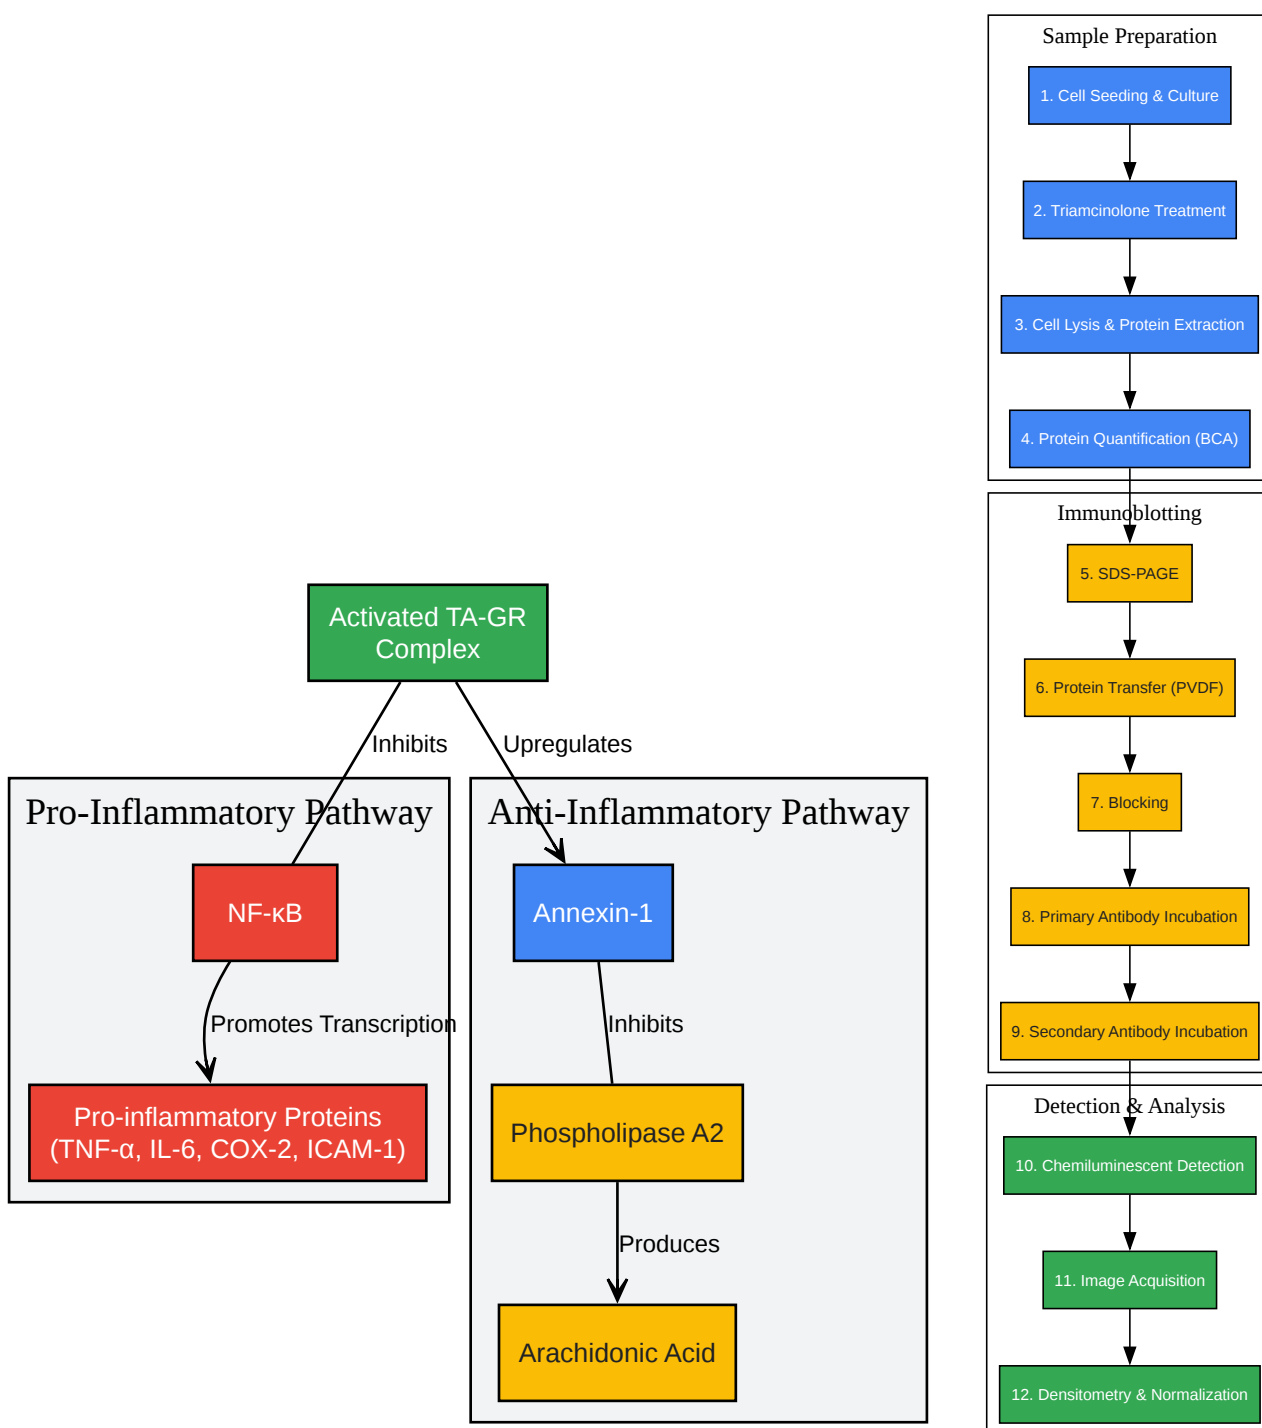 Activated TA-GR
Complex
Inhibits
Upregulates
Pro-Inflammatory Pathway
Anti-Inflammatory Pathway
NF-κB
Annexin-1
Promotes Transcription
Inhibits
Pro-inflammatory Proteins
(TNF-α, IL-6, COX-2, ICAM-1)
Phospholipase A2
Produces
Arachidonic Acid
Sample Preparation
1. Cell Seeding & Culture
2. Triamcinolone Treatment
3. Cell Lysis & Protein Extraction
4. Protein Quantification (BCA)
Immunoblotting
5. SDS-PAGE
6. Protein Transfer (PVDF)
7. Blocking
8. Primary Antibody Incubation
9. Secondary Antibody Incubation
Detection & Analysis
10. Chemiluminescent Detection
11. Image Acquisition
12. Densitometry & Normalization